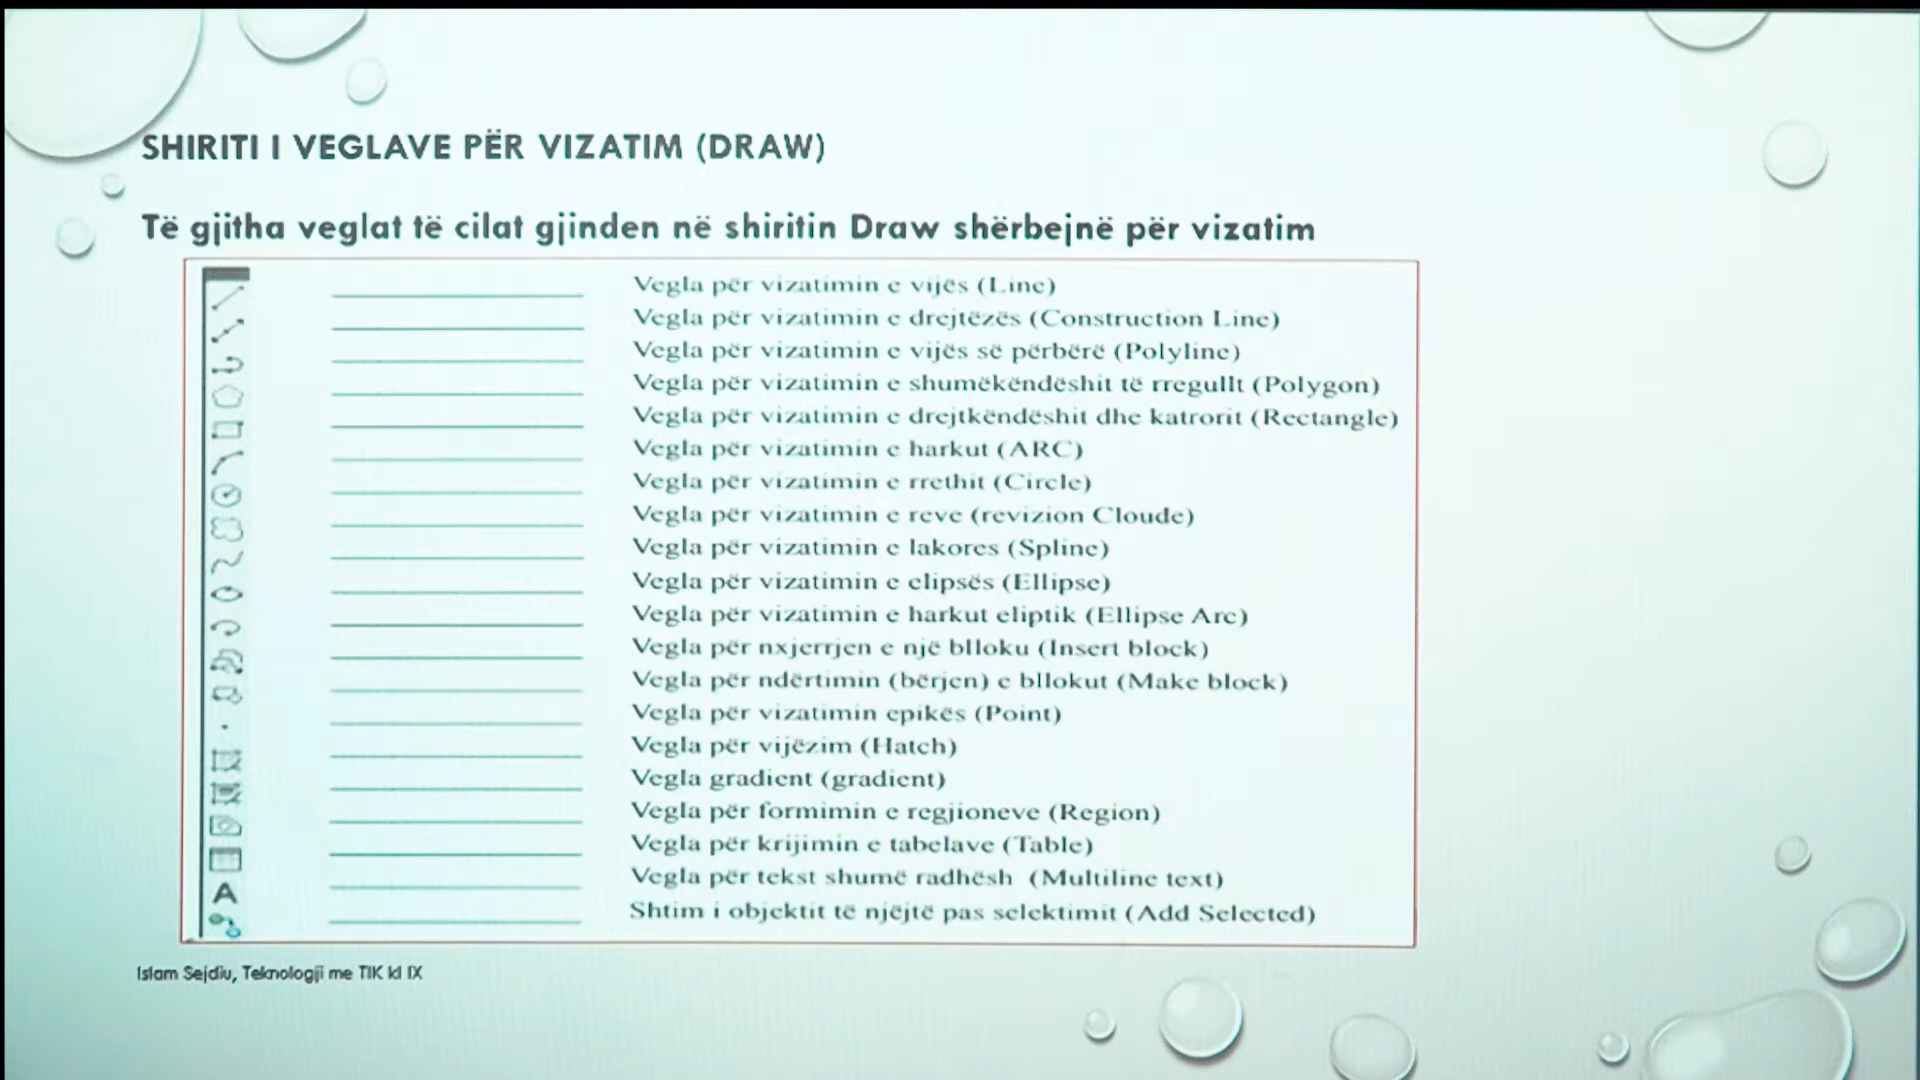 SHIRITI I VEGLAVE PËR VIZATIM (DRAW)
Të gjitha veglat të cilat gjinden në shiritin Draw shërbejnë për vizatim
Vegla për vizatimin e vijës (Line)
Vegla për vizatimin e drejtëzës (Construction Line)
Vegla për vizatimin e vijës së përbërë (Polyline)
Vegla për vizatimin e shumëkëndëshit të rregullt (Polygon)
Vegla për vizatimin e drejtkëndëshit dhe katrorit (Rectangle)
Vegla për vizatimin e harkut (ARC)
Vegla për vizatimin e rrethit (Circle)
Vegla për vizatimin e reve (revizion Cloude)
Vegla për vizatimin e lakores (Spline)
Vegla për vizatimin e elipsës (Ellipse)
Vegla për vizatimin e harkut eliptik (Ellipse Arc)
Vegla për nxjerrjen e një blloku (Insert block)
Vegla për ndërtimin (bërjen) e bllokut (Make block)
Vegla për vizatimin epikës (Point)
Vegla për vijëzim (Hatch)
Vegla gradient (gradient)
Vegla për formimin e regjioneve (Region)
Vegla për krijimin e tabelave (Table)
A Vegla për tekst shumë radhësh (Multiline text)
Shtim i objektit të njëjtë pas selektimit (Add Selected)
Islam Sejdiu, Teknologji me TIK kl IX